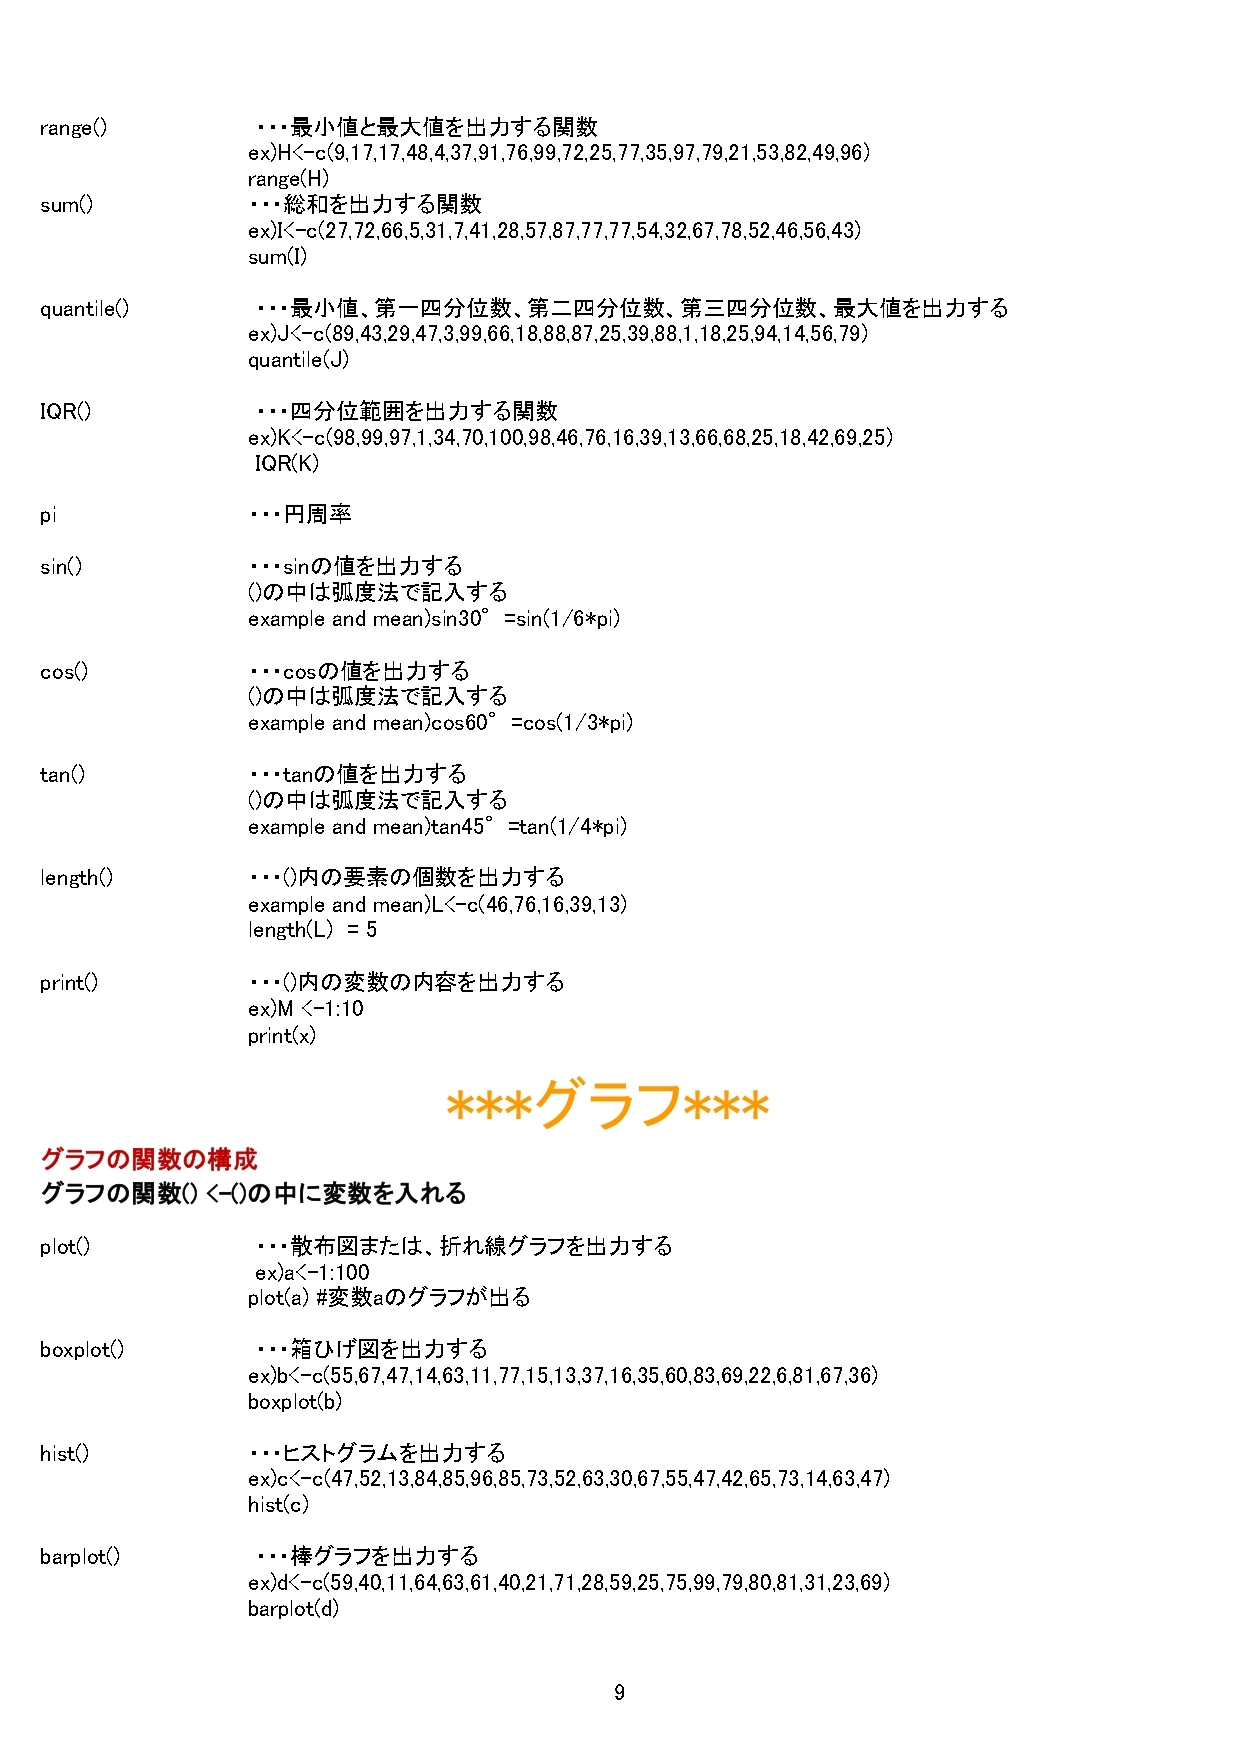 range() ・・・最小値と最大値を出力する関数
ex)H<-c(9,17,17,48,4,37,91,76,99,72,25,77,35,97,79,21,53,82,49,96)
range(H)
sum() ・・・総和を出力する関数
ex)I<-c(27,72,66,5,31,7,41,28,57,87,77,77,54,32,67,78,52,46,56,43)
sum(I)
quantile() ・・・最小値、第一四分位数、第二四分位数、第三四分位数、最大値を出力する
ex)J<-c(89,43,29,47,3,99,66,18,88,87,25,39,88,1,18,25,94,14,56,79)
quantile(J)
IQR() ・・・四分位範囲を出力する関数
ex)K<-c(98,99,97,1,34,70,100,98,46,76,16,39,13,66,68,25,18,42,69,25)
IQR(K)
pi ・・・円周率
sin() ・・・sinの値を出力する
()の中は弧度法で記入する
example and mean)sin30° =sin(1/6*pi)
cos() ・・・cosの値を出力する
()の中は弧度法で記入する
example and mean)cos60° =cos(1/3*pi)
tan() ・・・tanの値を出力する
()の中は弧度法で記入する
example and mean)tan45° =tan(1/4*pi)
length() ・・・()内の要素の個数を出力する
example and mean)L<-c(46,76,16,39,13)
length(L) = 5
print() ・・・()内の変数の内容を出力する
ex)M <-1:10
print(x)
***グラフ***
グラフの関数の構成
グラフの関数() <-()の中に変数を入れる
plot() ・・・散布図または、折れ線グラフを出力する
ex)a<-1:100
plot(a) #変数aのグラフが出る
boxplot() ・・・箱ひげ図を出力する
ex)b<-c(55,67,47,14,63,11,77,15,13,37,16,35,60,83,69,22,6,81,67,36)
boxplot(b)
hist() ・・・ヒストグラムを出力する
ex)c<-c(47,52,13,84,85,96,85,73,52,63,30,67,55,47,42,65,73,14,63,47)
hist(c)
barplot() ・・・棒グラフを出力する
ex)d<-c(59,40,11,64,63,61,40,21,71,28,59,25,75,99,79,80,81,31,23,69)
barplot(d)
9